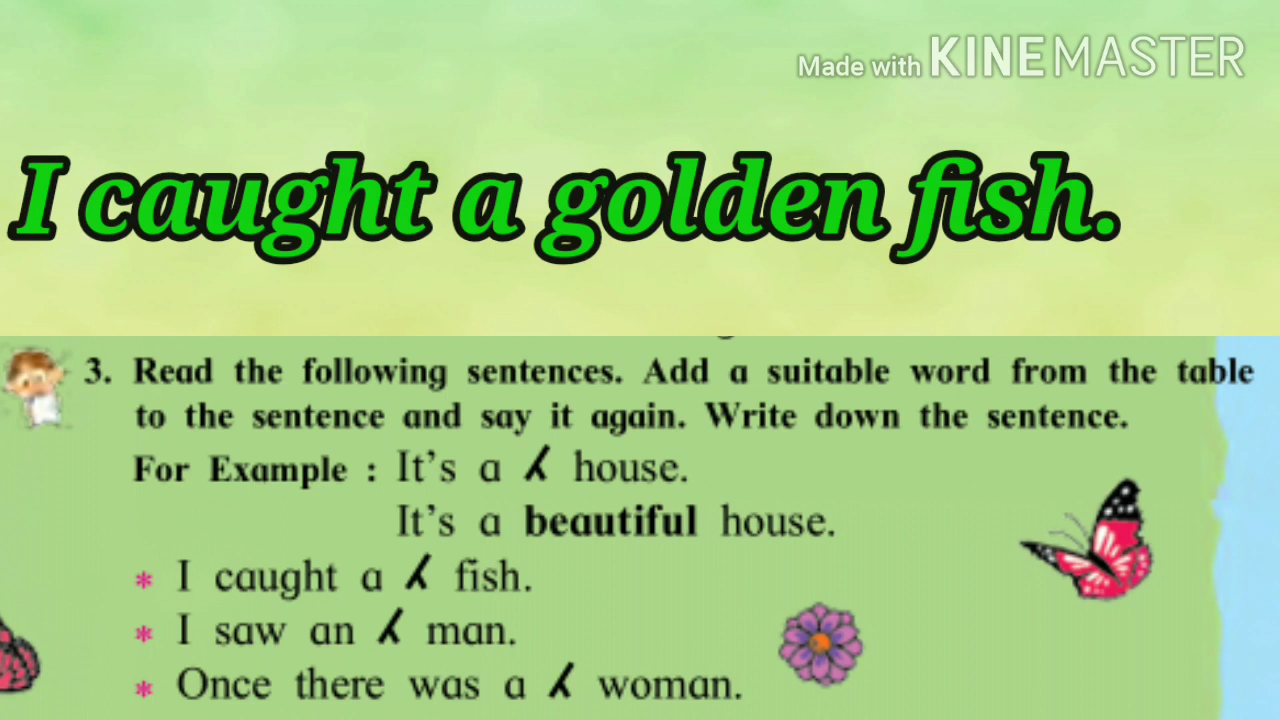 Made with KINEMASTER
I caught a golden fish.
3. Read the following sentences. Add a suitable word from the table
to the sentence and say it again. Write down the sentence.
For Example : It's a ⁁ house.
It's a beautiful house.
* I caught a ⁁ fish.
* I saw an ⁁ man.
* Once there was a ⁁ woman.